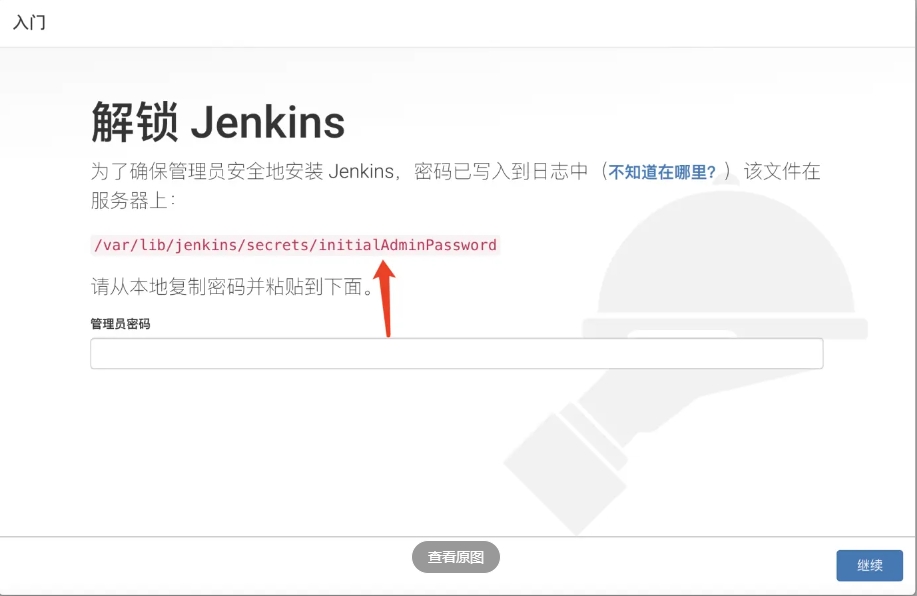 入门
解锁 Jenkins
为了确保管理员安全地安装 Jenkins，密码已写入到日志中（不知道在哪里？）该文件在
服务器上：
/var/lib/jenkins/secrets/initialAdminPassword
请从本地复制密码并粘贴到下面。
管理员密码
查看原图
继续